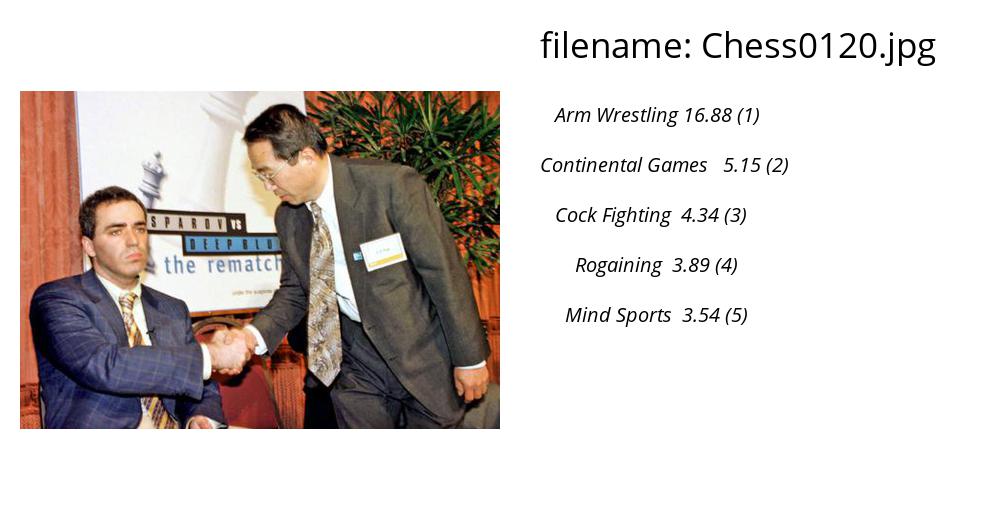 filename: Chess0120.jpg
Arm Wrestling 16.88 (1)
Continental Games 5.15 (2)
Cock Fighting 4.34 (3)
Rogaining 3.89 (4)
Mind Sports 3.54 (5)
SPAROV VS
DEEP BLU
the rematch